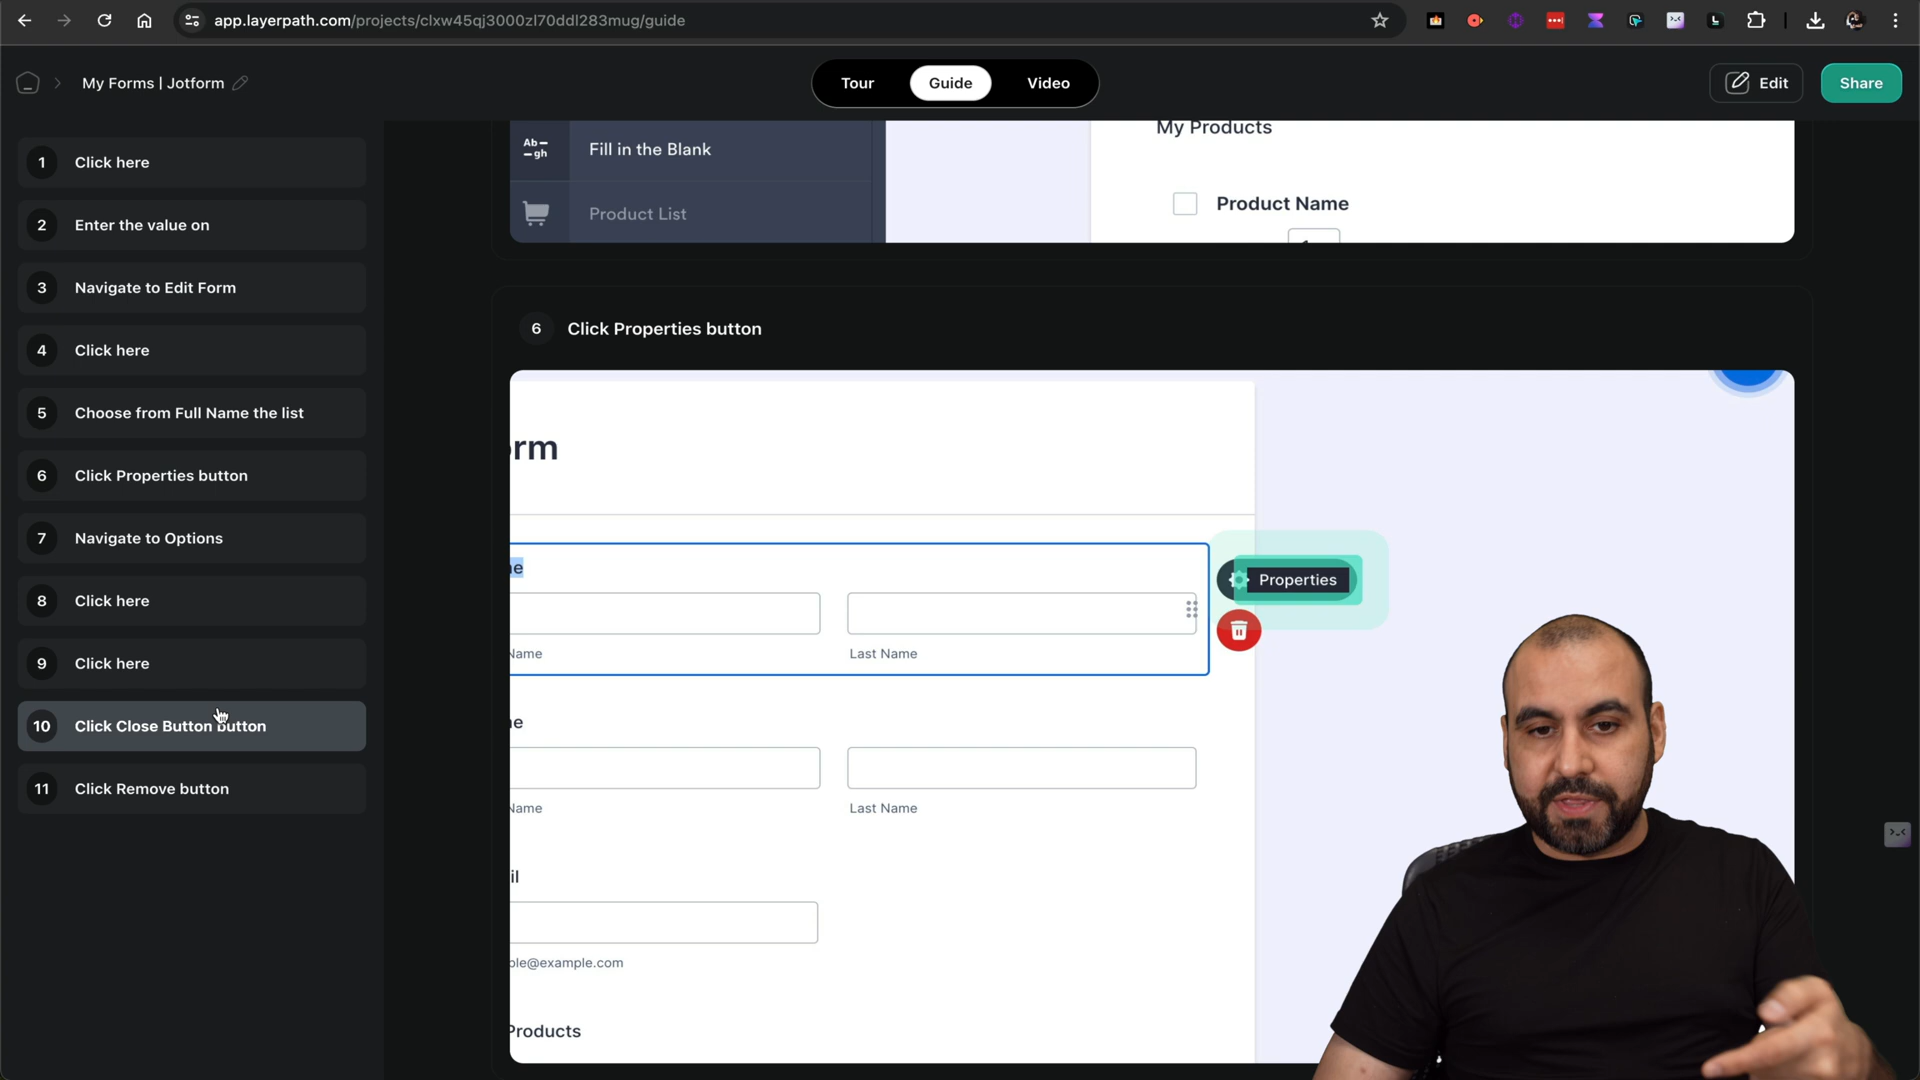 app.layerpath.com/projects/clxw45qj3000zl70ddl283mug/guide
My Forms | Jotform
Tour
Guide
Video
Edit
Share
1 Click here
2 Enter the value on
3 Navigate to Edit Form
4 Click here
5 Choose from Full Name the list
6 Click Properties button
7 Navigate to Options
8 Click here
9 Click here
10 Click Close Button button
11 Click Remove button
Ab
gh
Fill in the Blank
Product List
My Products
Product Name
6 Click Properties button
orm
ne
Properties
Name
Last Name
ne
Name
Last Name
il
ple@example.com
Products